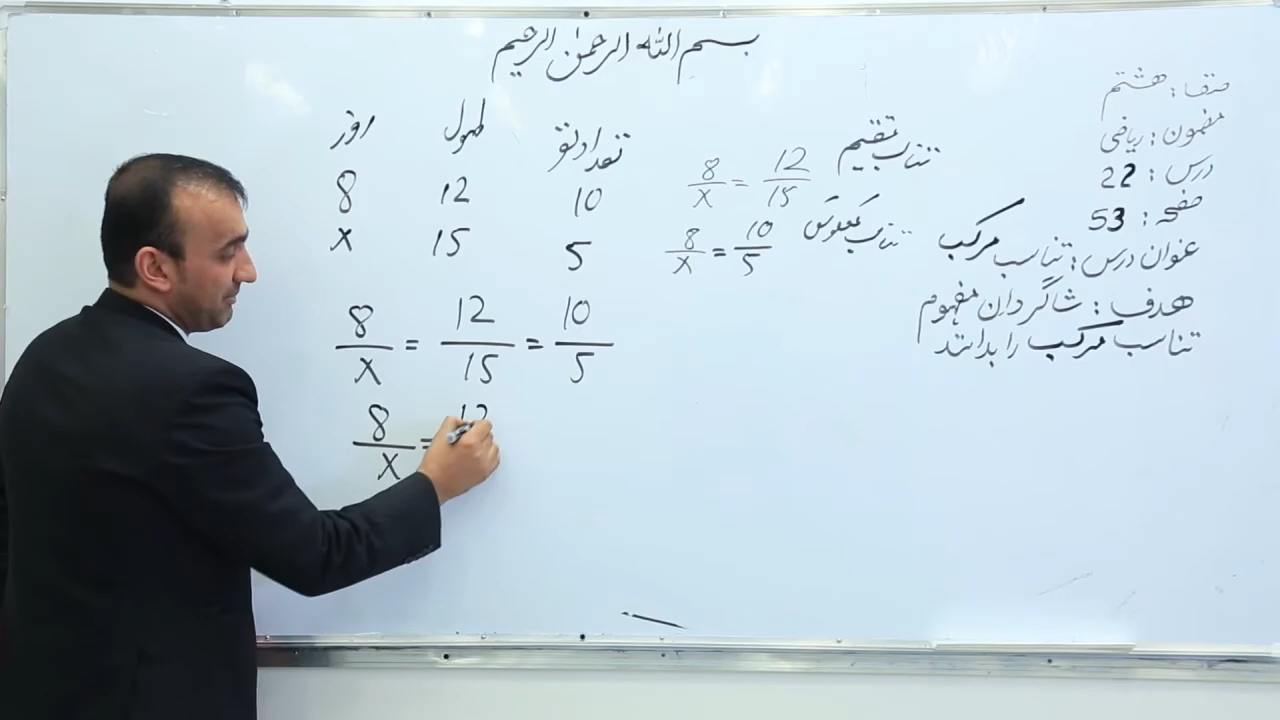 بسم الله الرحمن الرحیم
صنف: هشتم
مضمون: ریاضی
درس: 22
صفحه: 53
عنوان درس: تناسب مرکب
هدف: شاگردان مفهوم
تناسب مرکب را بدانند
تناسب مستقیم 8/x = 12/15
تناسب معکوس 8/x = 10/5
روز طول تعداد نفر
8 12 10
x 15 5
8/x = 12/15 = 10/5
8/x = 12